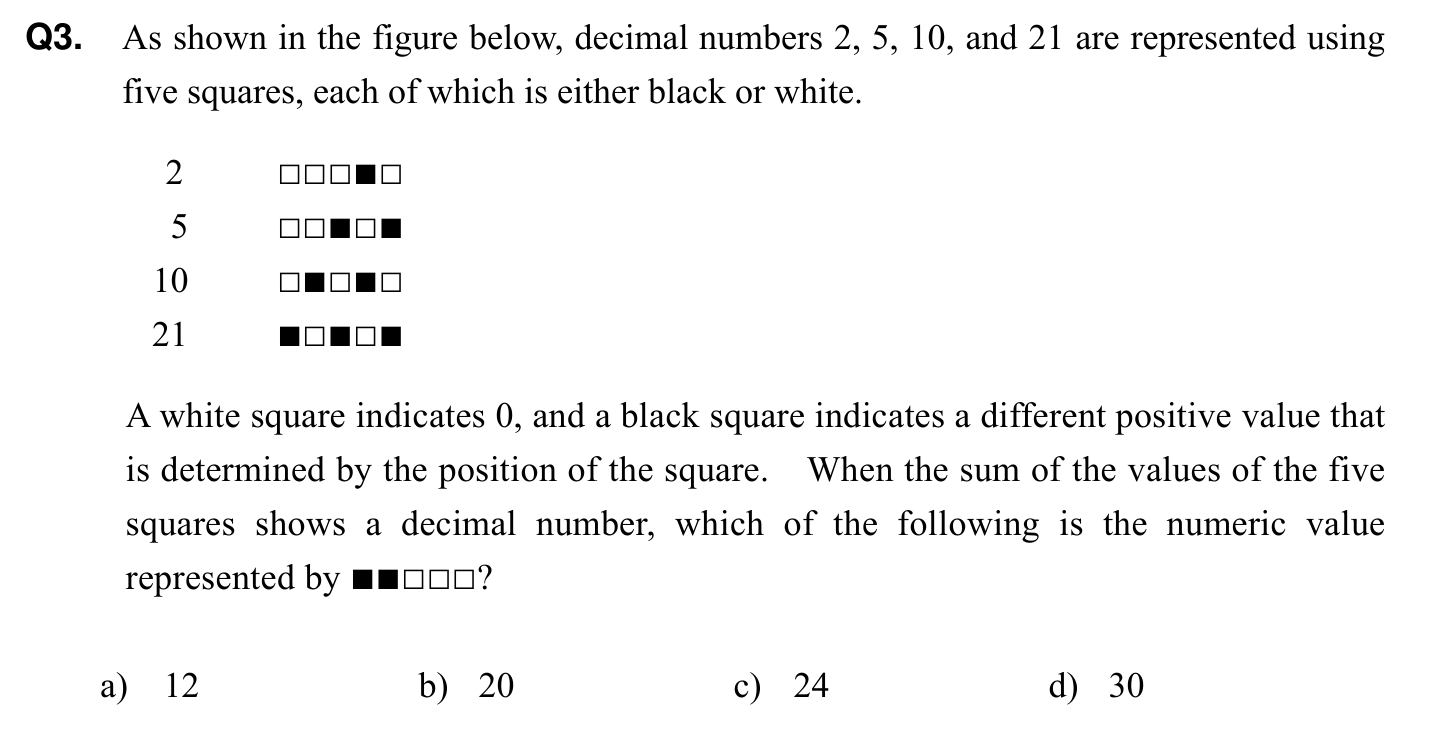 Q3. As shown in the figure below, decimal numbers 2, 5, 10, and 21 are represented using
five squares, each of which is either black or white.
2 □□□■□
5 □□■□■
10 □■□■□
21 ■□■□■
A white square indicates 0, and a black square indicates a different positive value that
is determined by the position of the square. When the sum of the values of the five
squares shows a decimal number, which of the following is the numeric value
represented by ■■□□□?
a) 12 b) 20 c) 24 d) 30